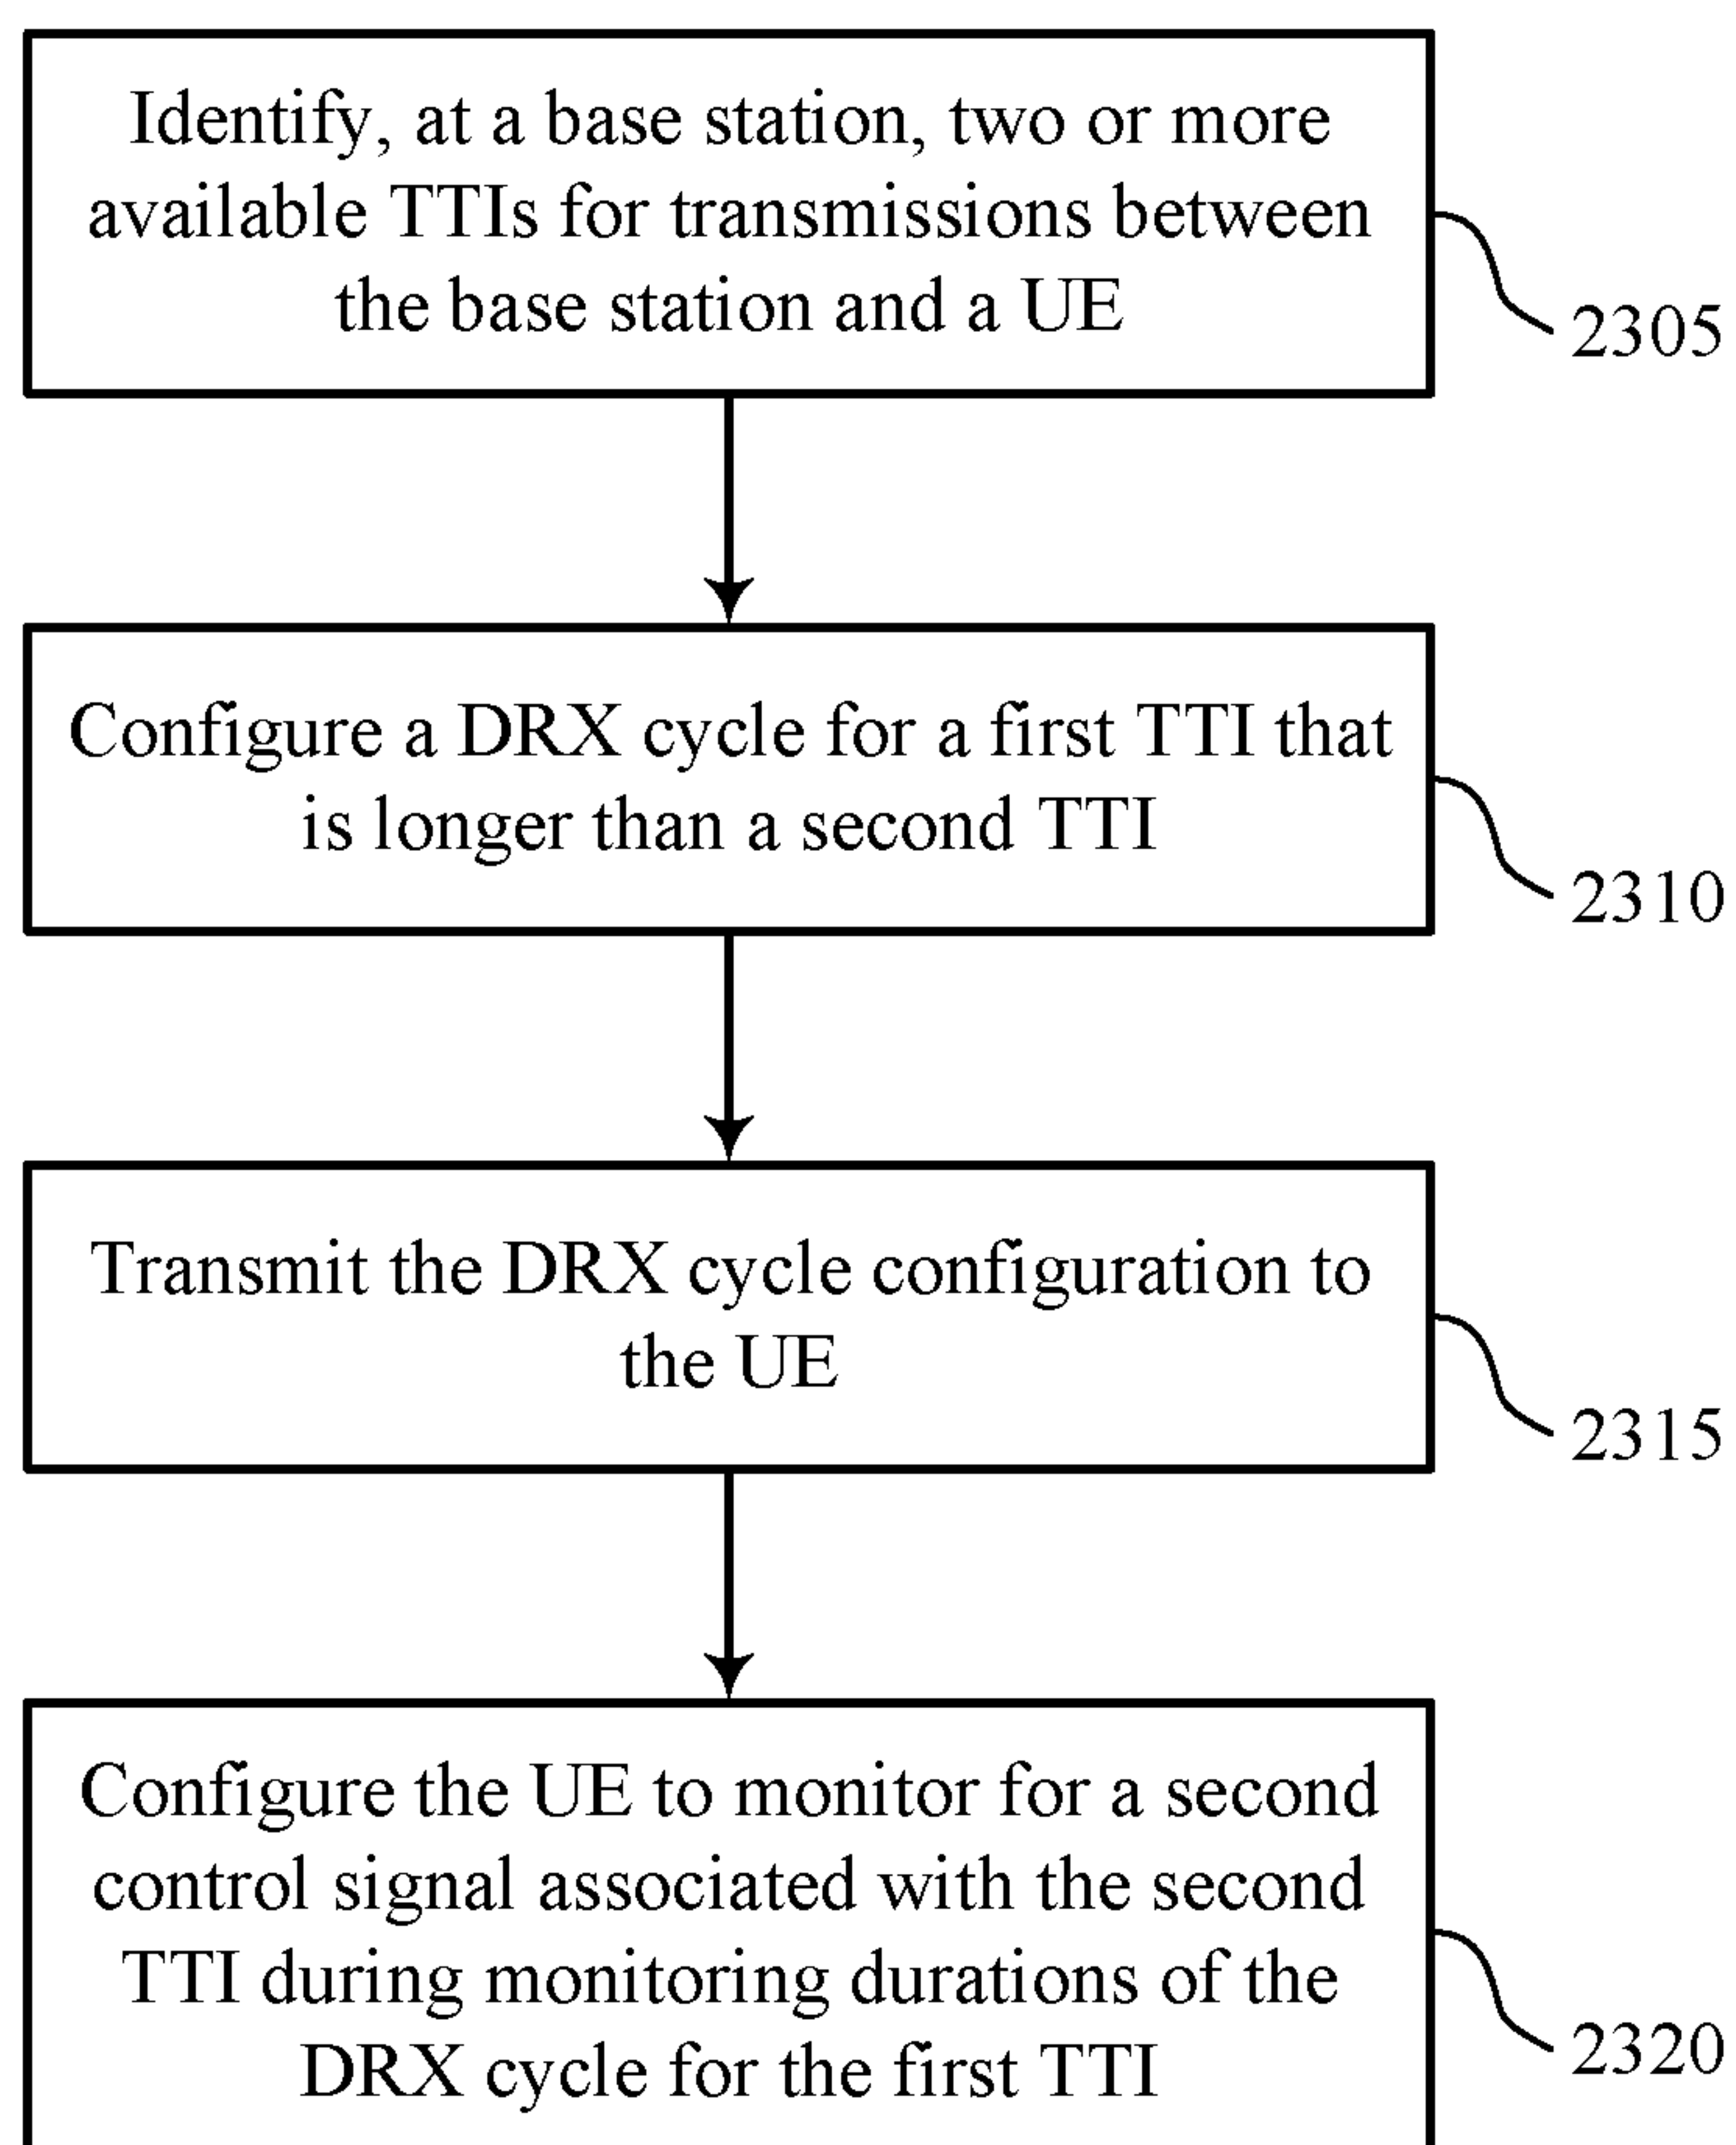 Identify, at a base station, two or more
available TTIs for transmissions between
the base station and a UE
2305
Configure a DRX cycle for a first TTI that
is longer than a second TTI
2310
Transmit the DRX cycle configuration to
the UE
2315
Configure the UE to monitor for a second
control signal associated with the second
TTI during monitoring durations of the
DRX cycle for the first TTI
2320